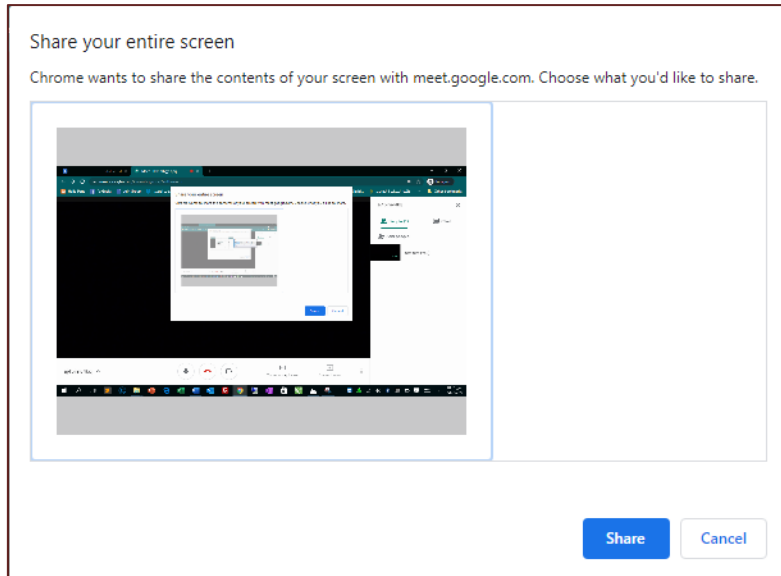 Share your entire screen
Chrome wants to share the contents of your screen with meet.google.com. Choose what you'd like to share.
Share
Cancel